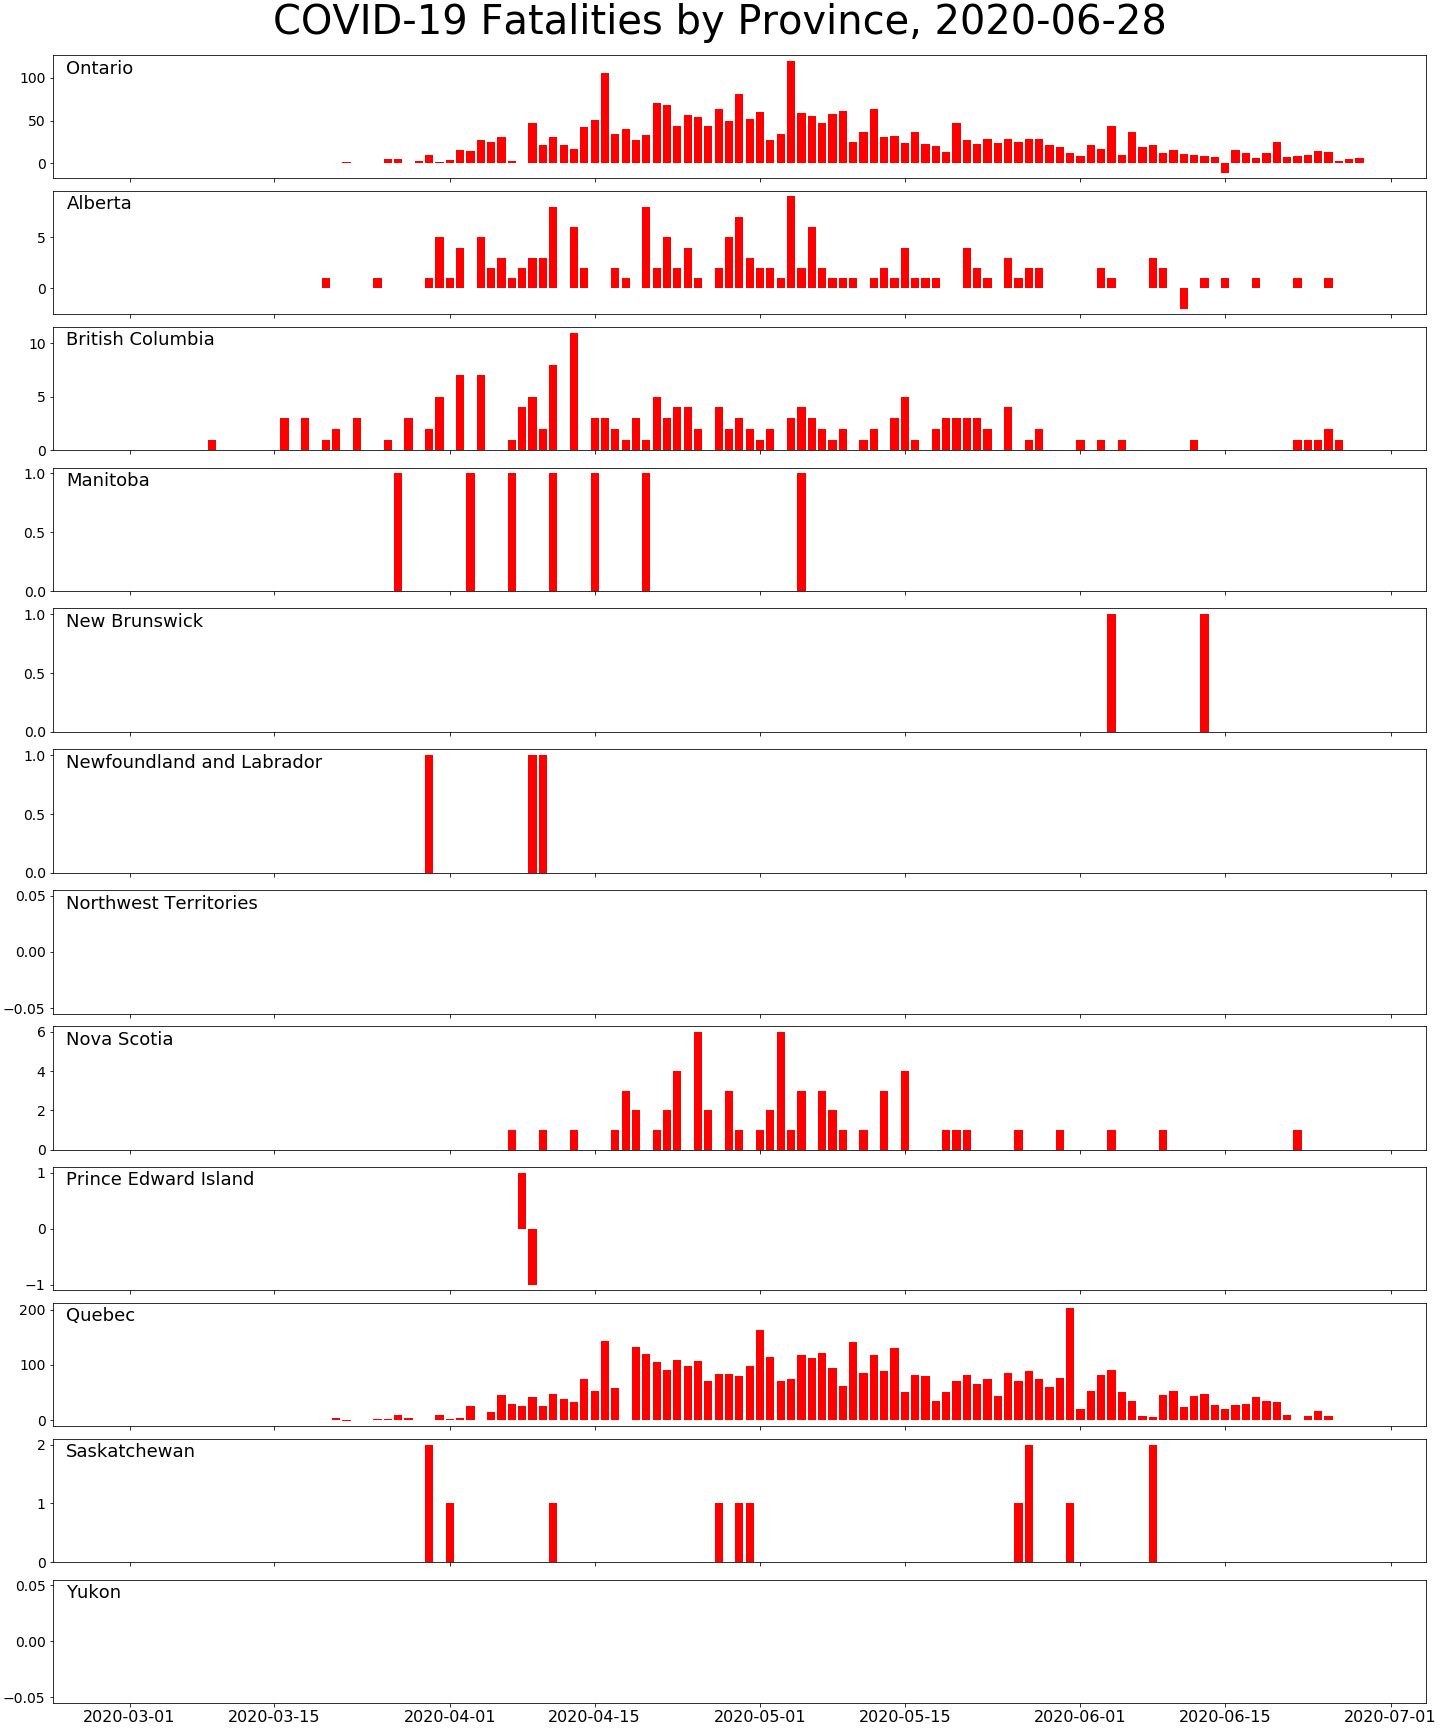 COVID-19 Fatalities by Province, 2020-06-28
Ontario
100
50
0
Alberta
5
0
British Columbia
10
5
0
Manitoba
1.0
0.5
0.0
New Brunswick
1.0
0.5
0.0
Newfoundland and Labrador
1.0
0.5
0.0
Northwest Territories
0.05
0.00
−0.05
Nova Scotia
6
4
2
0
Prince Edward Island
1
0
−1
Quebec
200
100
0
Saskatchewan
2
1
0
Yukon
0.05
0.00
−0.05
2020-03-01 2020-03-15 2020-04-01 2020-04-15 2020-05-01 2020-05-15 2020-06-01 2020-06-15 2020-07-01